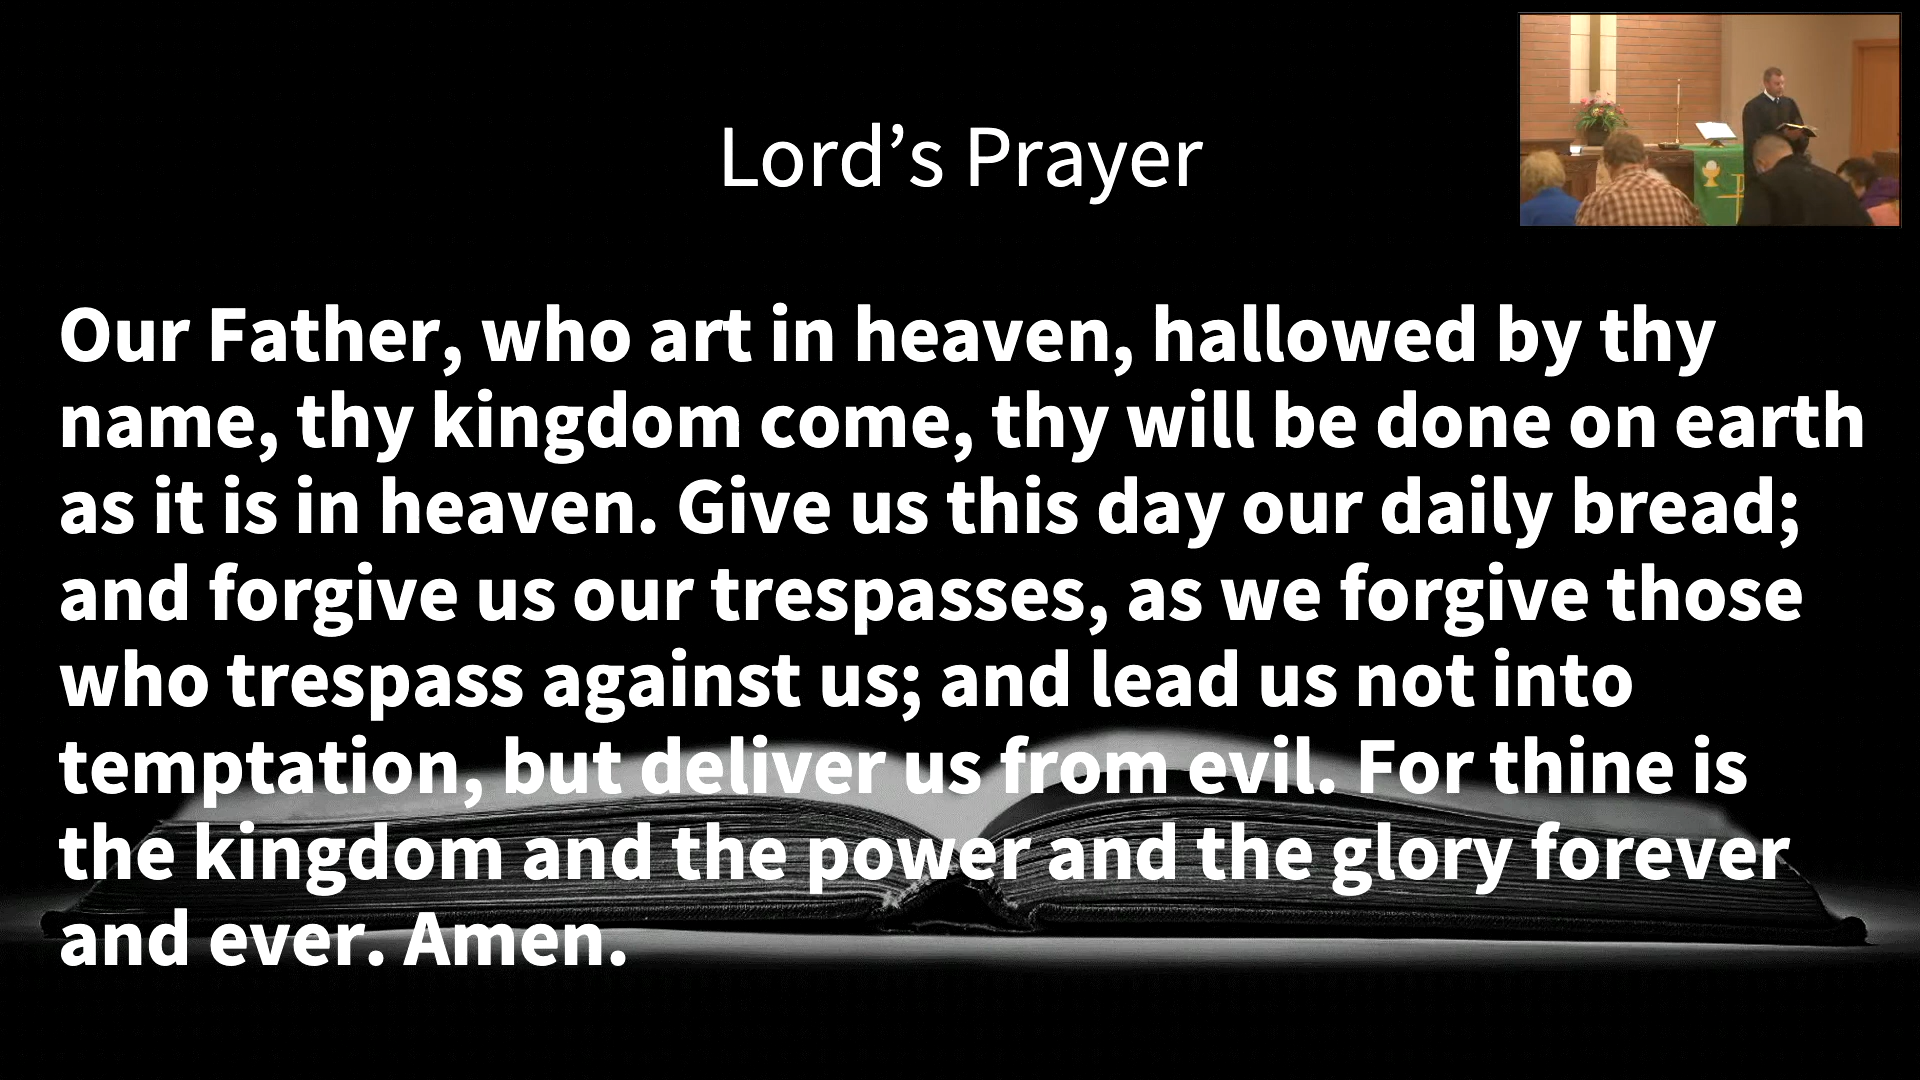 Lord’s Prayer
Our Father, who art in heaven, hallowed by thy
name, thy kingdom come, thy will be done on earth
as it is in heaven. Give us this day our daily bread;
and forgive us our trespasses, as we forgive those
who trespass against us; and lead us not into
temptation, but deliver us from evil. For thine is
the kingdom and the power and the glory forever
and ever. Amen.